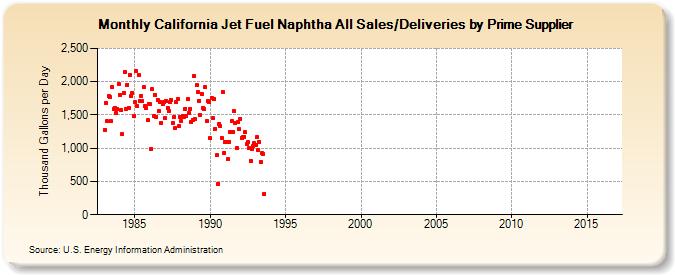 Monthly California Jet Fuel Naphtha All Sales/Deliveries by Prime Supplier
Thousand Gallons per Day
2,500
2,000
1,500
1,000
500
0
1985 1990 1995 2000 2005 2010 2015
Source: U.S. Energy Information Administration